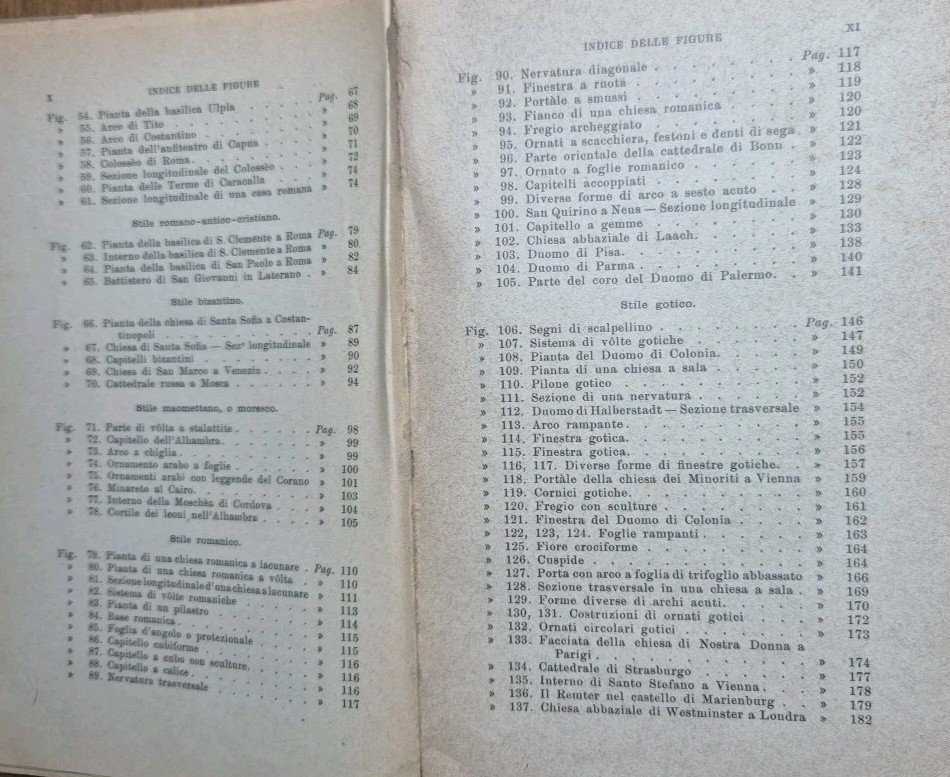 X INDICE DELLE FIGURE
Fig. 54. Pianta della basilica Ulpia . . . . Pag. 67
» 55. Arco di Tito . . . . . . » 68
» 56. Arco di Costantino . . . . . » 69
» 57. Pianta dell'anfiteatro di Capua . . . » 70
» 58. Colossèo di Roma . . . . . » 71
» 59. Sezione longitudinale del Colossèo . . » 72
» 60. Pianta delle Terme di Caracalla . . . » 74
» 61. Sezione longitudinale di una casa romana » 74
Stile romano-antico-cristiano.
Fig. 62. Pianta della basilica di S. Clemente a Roma Pag. 79
» 63. Interno della basilica di S. Clemente a Roma » 80
» 64. Pianta della basilica di San Paolo a Roma » 82
» 65. Battistero di San Giovanni in Laterano . » 84
Stile bizantino.
Fig. 66. Pianta della chiesa di Santa Sofia a Costan-
tinopoli . . . . . . . Pag. 87
» 67. Chiesa di Santa Sofia — Sezᵉ longitudinale » 89
» 68. Capitelli bizantini . . . . . » 90
» 69. Chiesa di San Marco a Venezia . . . » 92
» 70. Cattedrale russa a Mosca . . . . » 94
Stile maomettano, o moresco.
Fig. 71. Parte di vòlta a stalattite . . . . Pag. 98
» 72. Capitello dell'Alhambra . . . . » 99
» 73. Arco a chiglia . . . . . . » 99
» 74. Ornamento arabo a foglie . . . . » 100
» 75. Ornamenti arabi con leggende del Corano » 101
» 76. Minareto al Cairo . . . . . » 103
» 77. Interno della Moschèa di Cordova . . » 104
» 78. Cortile dei leoni nell'Alhambra . . . » 105
Stile romanico.
Fig. 79. Pianta di una chiesa romanica a lacunare . Pag. 110
» 80. Pianta di una chiesa romanica a vôlta . » 110
» 81. Sezione longitudinale d'una chiesa a lacunare » 111
» 82. Sistema di vôlte romaniche . . . » 113
» 83. Pianta di un pilastro . . . . » 114
» 84. Base romanica . . . . . . » 115
» 85. Foglia d'angolo o protezionale . . . » 115
» 86. Capitello cubiforme . . . . . » 116
» 87. Capitello a cubo con sculture . . . » 116
» 88. Capitello a calice . . . . . » 116
» 89. Nervatura trasversale . . . . » 117
INDICE DELLE FIGURE XI
Fig. 90. Nervatura diagonale . . . . . Pag. 117
» 91. Finestra a ruota . . . . . . » 118
» 92. Portàle a smussi . . . . . . » 119
» 93. Fianco di una chiesa romanica . . . » 120
» 94. Fregio archeggiato . . . . . » 120
» 95. Ornati a scacchiera, festoni e denti di sega » 121
» 96. Parte orientale della cattedrale di Bonn . » 122
» 97. Ornato a foglie romanico . . . . » 123
» 98. Capitelli accoppiati . . . . . » 124
» 99. Diverse forme di arco a sesto acuto . . » 128
» 100. San Quirino a Neus — Sezione longitudinale » 129
» 101. Capitello a gemme . . . . . » 130
» 102. Chiesa abbaziale di Laach . . . . » 133
» 103. Duomo di Pisa . . . . . . » 138
» 104. Duomo di Parma . . . . . . » 140
» 105. Parte del coro del Duomo di Palermo . . » 141
Stile gotico.
Fig. 106. Segni di scalpellino . . . . . Pag. 146
» 107. Sistema di vôlte gotiche . . . . » 147
» 108. Pianta del Duomo di Colonia . . . . » 149
» 109. Pianta di una chiesa a sala . . . . » 150
» 110. Pilone gotico . . . . . . » 152
» 111. Sezione di una nervatura . . . . » 152
» 112. Duomo di Halberstadt — Sezione trasversale » 154
» 113. Arco rampante . . . . . . » 155
» 114. Finestra gotica . . . . . . » 155
» 115. Finestra gotica . . . . . . » 156
» 116, 117. Diverse forme di finestre gotiche . . » 157
» 118. Portàle della chiesa dei Minoriti a Vienna » 159
» 119. Cornici gotiche . . . . . . » 160
» 120. Fregio con sculture . . . . . » 161
» 121. Finestra del Duomo di Colonia . . . » 162
» 122, 123, 124. Foglie rampanti . . . . » 163
» 125. Fiore crociforme . . . . . . » 164
» 126. Cuspide . . . . . . . » 164
» 127. Porta con arco a foglia di trifoglio abbassato » 166
» 128. Sezione trasversale in una chiesa a sala . » 169
» 129. Forme diverse di archi acuti . . . . » 170
» 130, 131. Costruzioni di ornati gotici . . . » 172
» 132. Ornati circolari gotici . . . . » 173
» 133. Facciata della chiesa di Nostra Donna a
Parigi . . . . . . . » 174
» 134. Cattedrale di Strasburgo . . . . » 177
» 135. Interno di Santo Stefano a Vienna . . . » 178
» 136. Il Remter nel castello di Marienburg . . » 179
» 137. Chiesa abbaziale di Westminster a Londra » 182